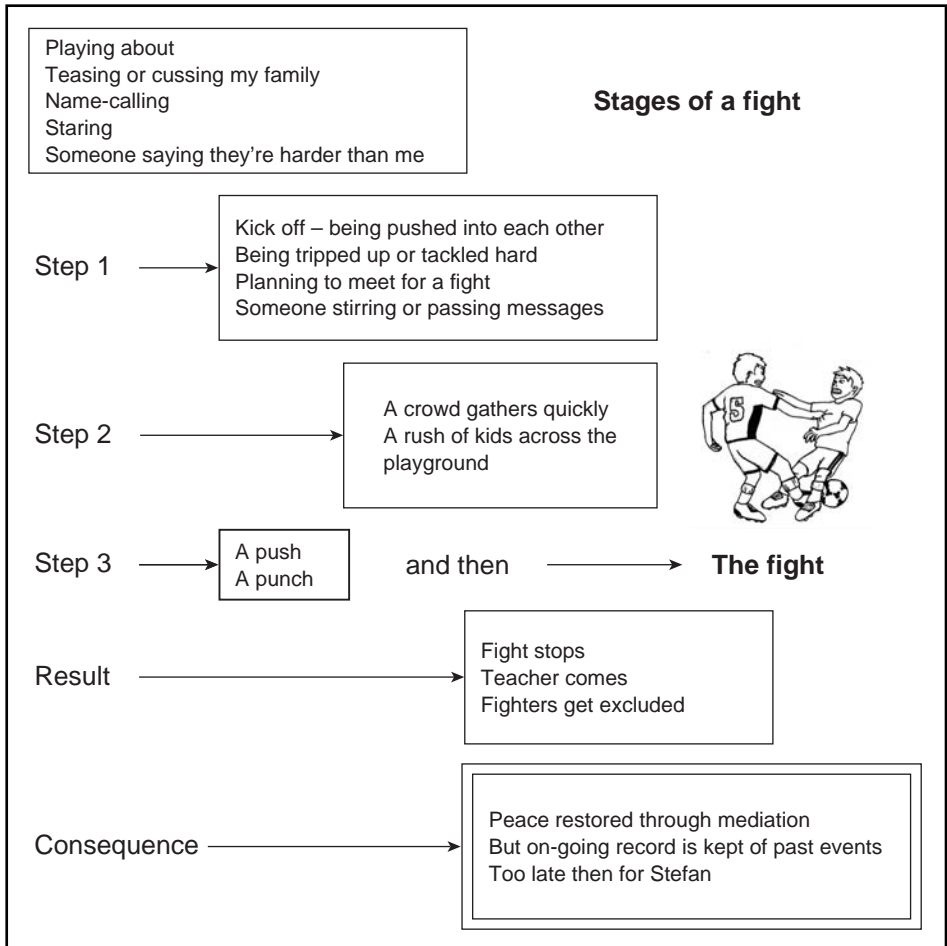 Playing about
Teasing or cussing my family
Name-calling
Staring
Someone saying they're harder than me
Stages of a fight
Step 1
Kick off – being pushed into each other
Being tripped up or tackled hard
Planning to meet for a fight
Someone stirring or passing messages
Step 2
A crowd gathers quickly
A rush of kids across the
playground
5
Step 3
A push
A punch
and then
The fight
Result
Fight stops
Teacher comes
Fighters get excluded
Consequence
Peace restored through mediation
But on-going record is kept of past events
Too late then for Stefan